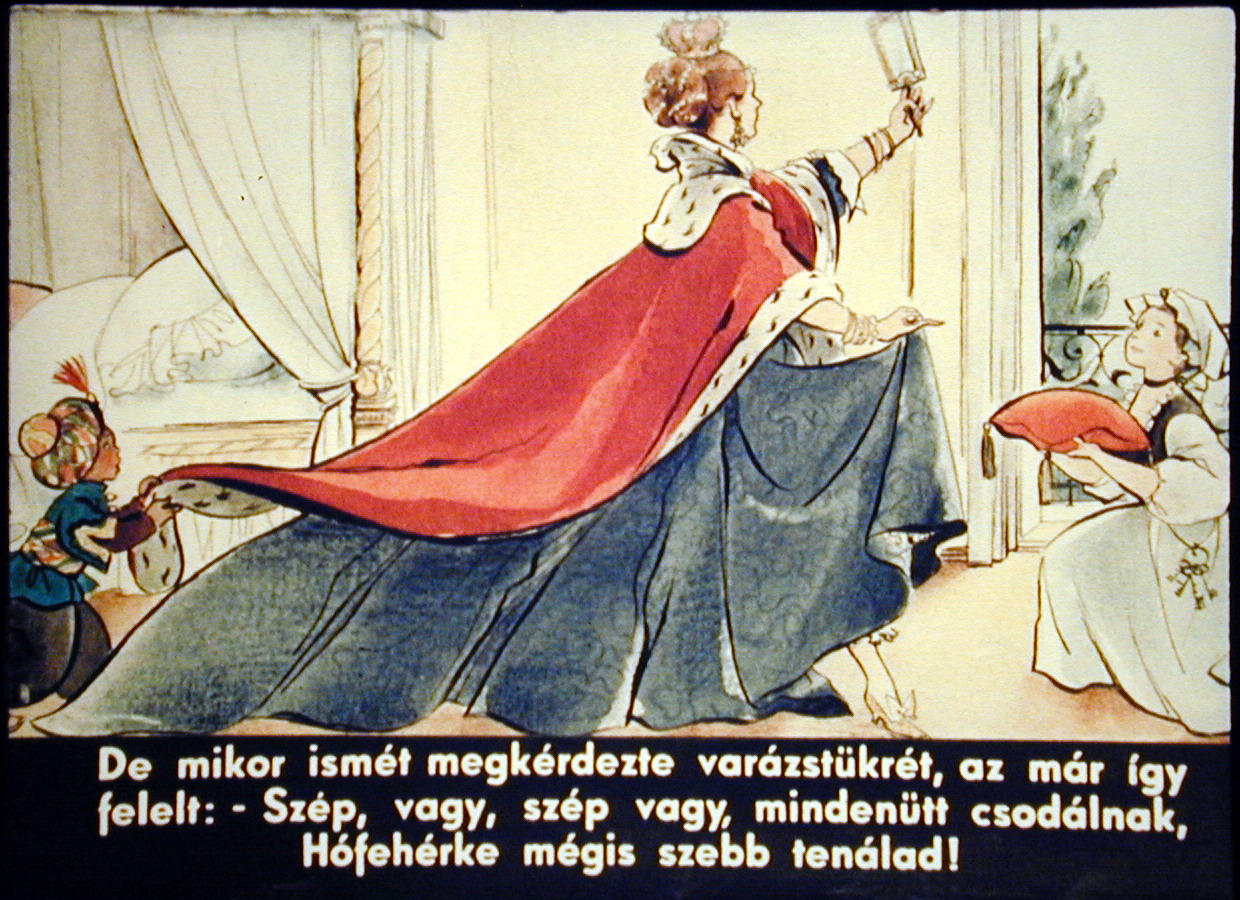 De mikor ismét megkérdezte varázstükrét, az már így
felelt: - Szép, vagy, szép vagy, mindenütt csodálnak,
Hófehérke mégis szebb tenálad!